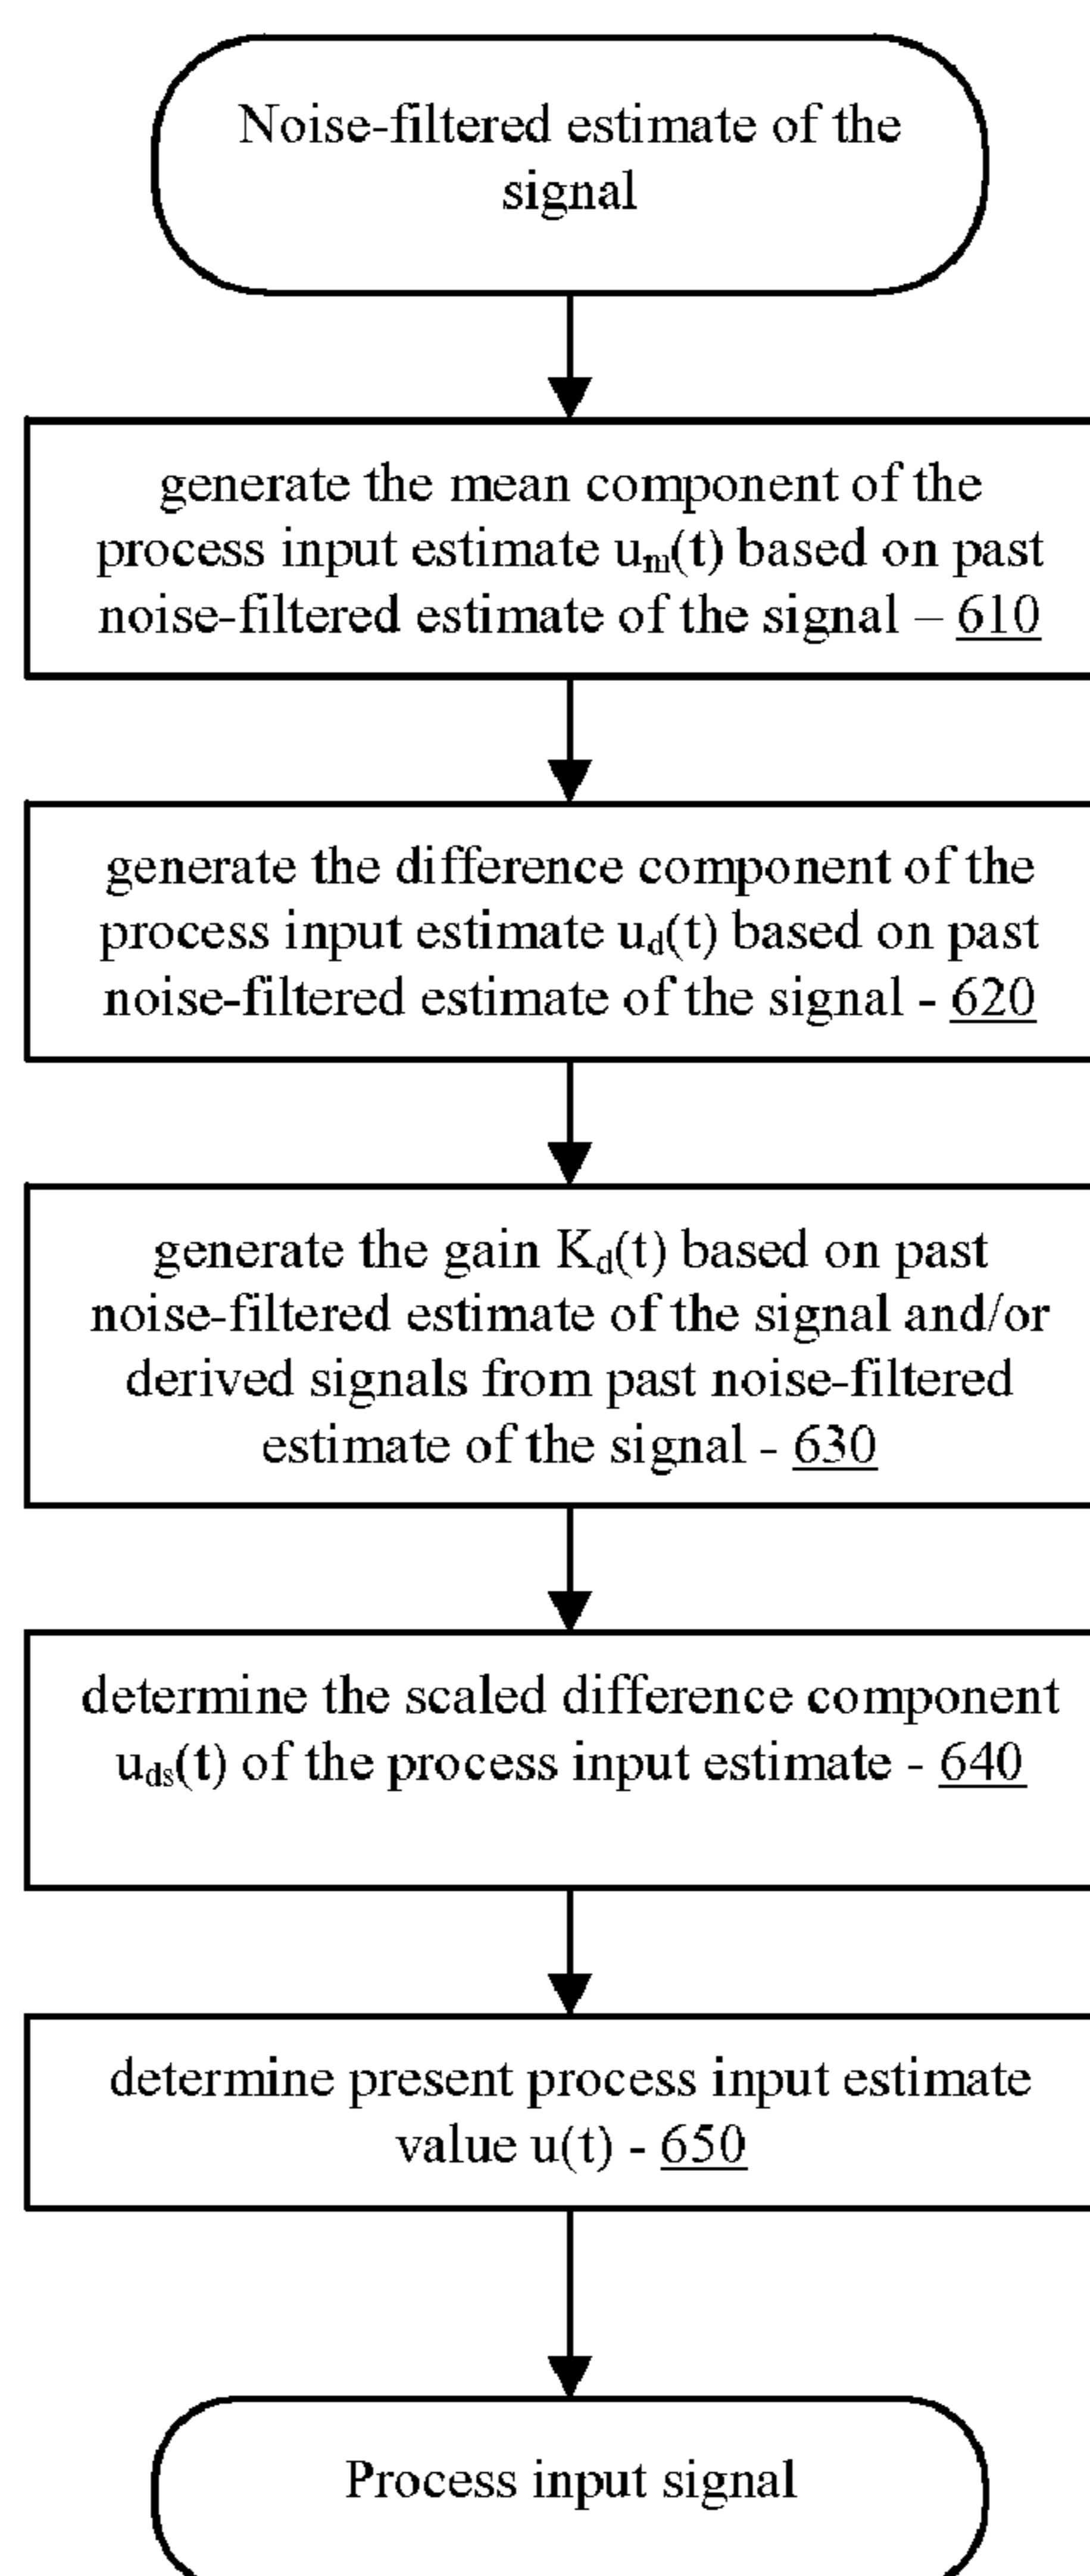 Noise-filtered estimate of the
signal
generate the mean component of the
process input estimate uₘ(t) based on past
noise-filtered estimate of the signal – 610
generate the difference component of the
process input estimate u_d(t) based on past
noise-filtered estimate of the signal - 620
generate the gain K_d(t) based on past
noise-filtered estimate of the signal and/or
derived signals from past noise-filtered
estimate of the signal - 630
determine the scaled difference component
u_ds(t) of the process input estimate - 640
determine present process input estimate
value u(t) - 650
Process input signal